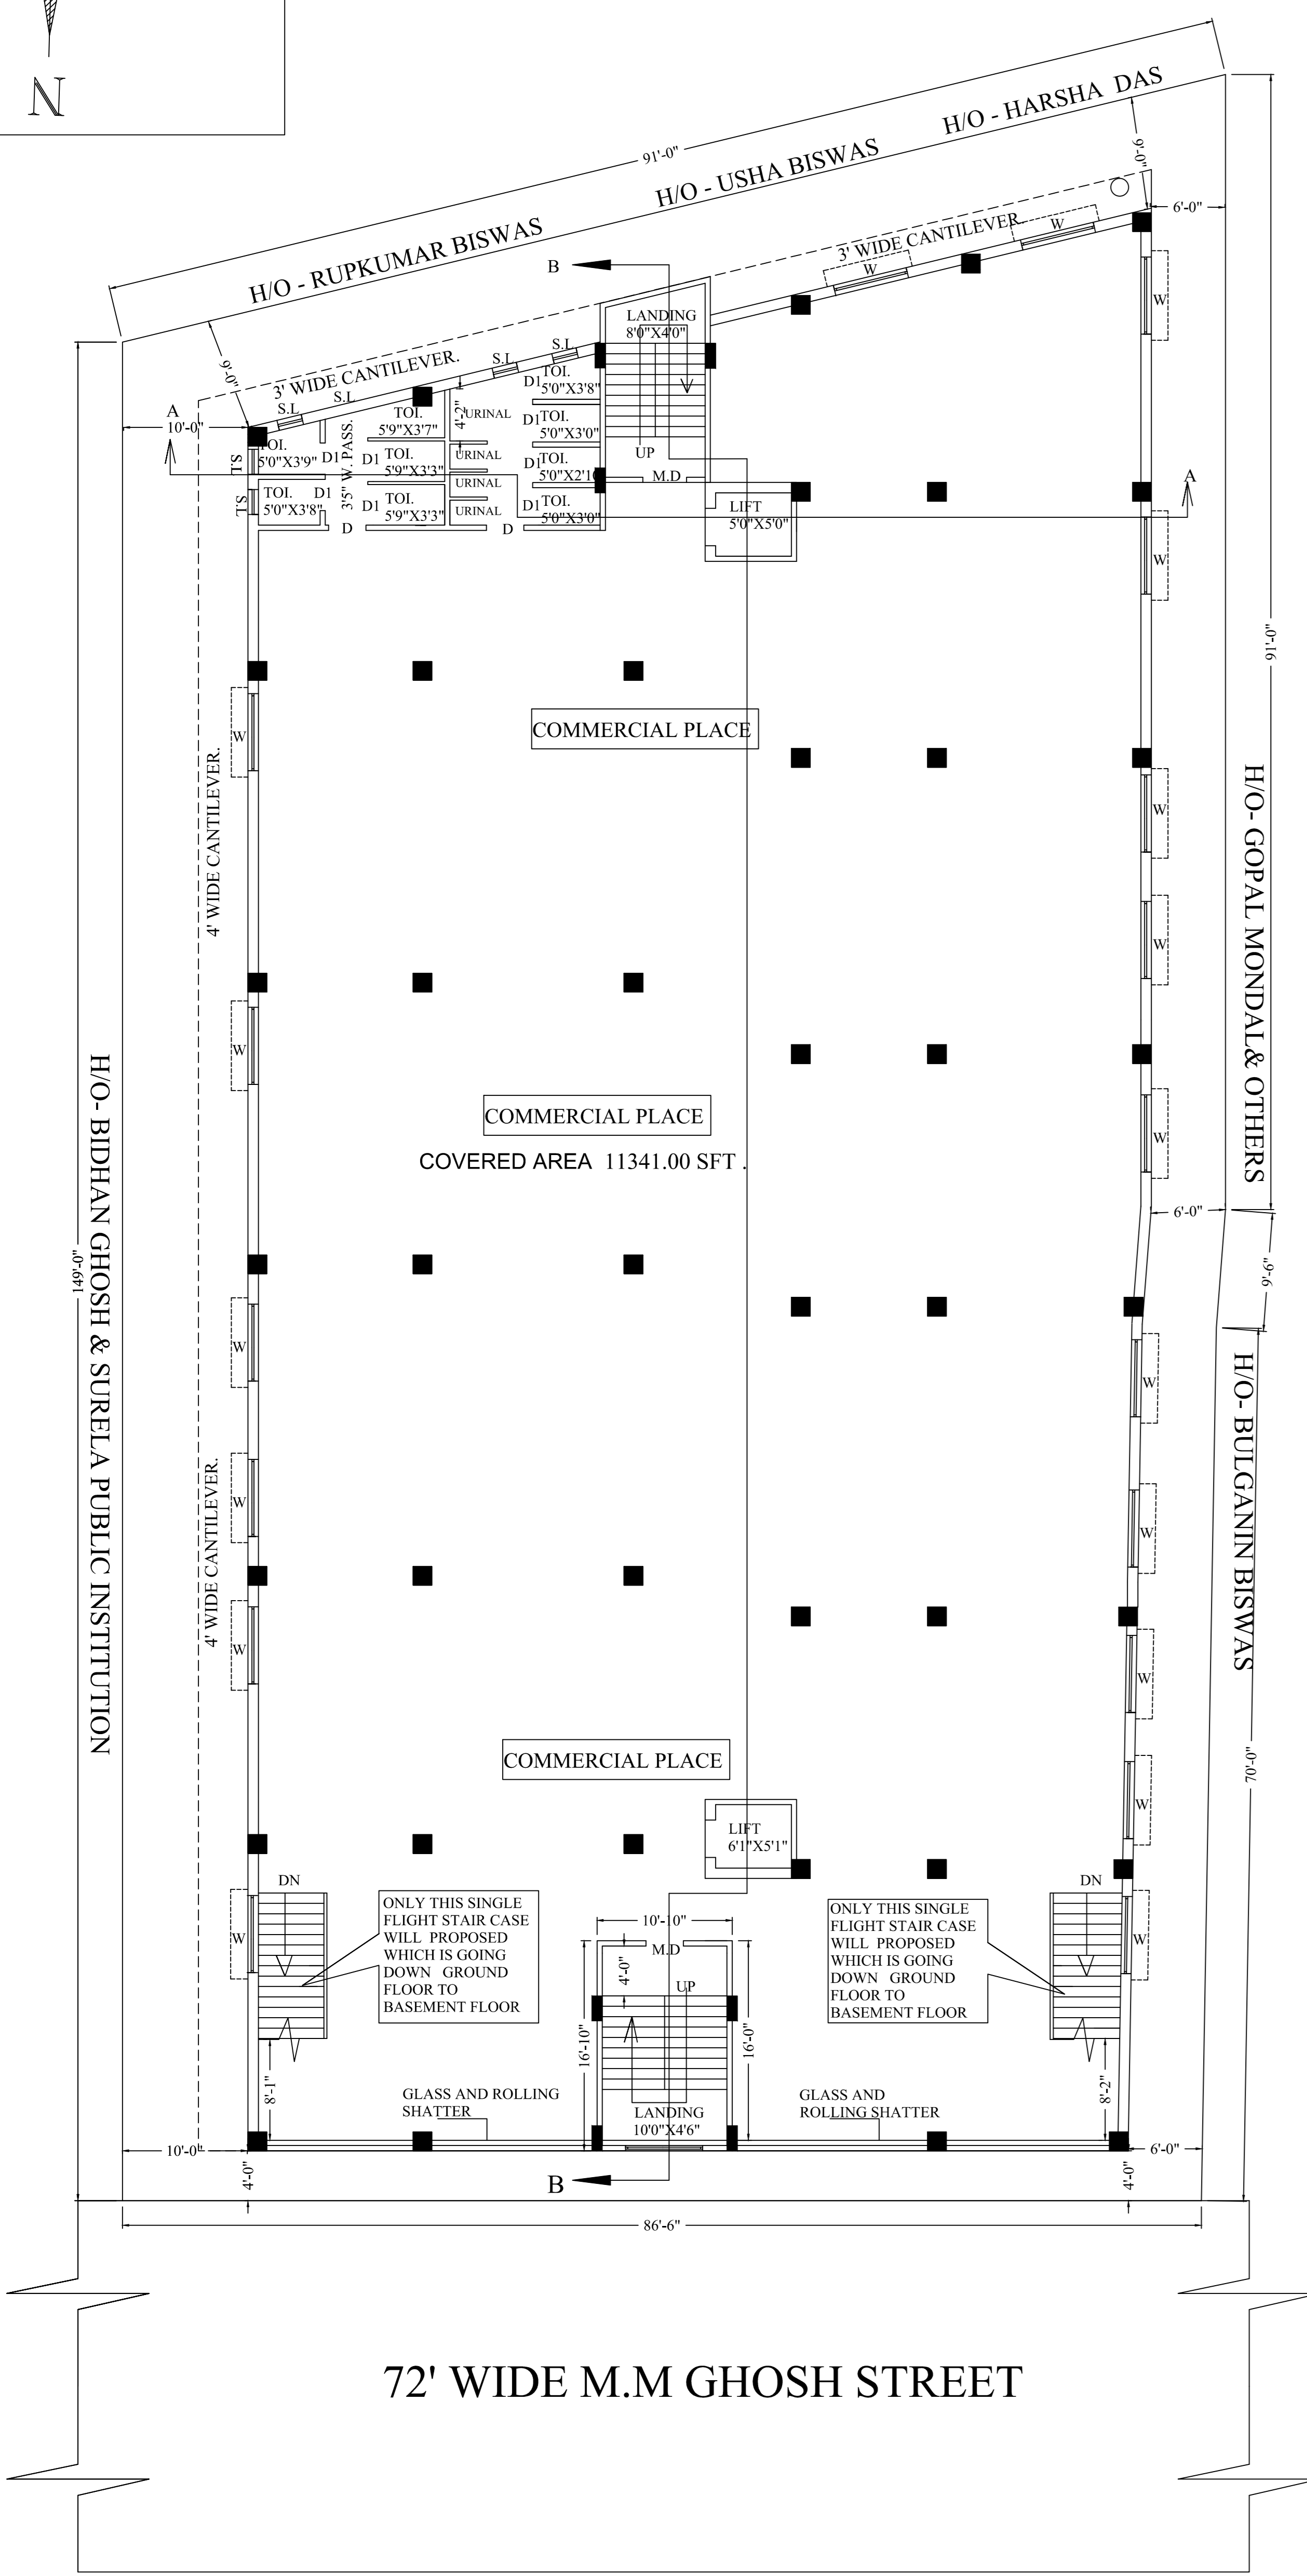 N
91'-0"
H/O - RUPKUMAR BISWAS
H/O - USHA BISWAS
H/O - HARSHA DAS
9'-0"
6'-0"
3' WIDE CANTILEVER.
W
W
B
LANDING
8'0"X4'0"
UP
M.D
9'-0"
3' WIDE CANTILEVER.
S.L
S.L
S.L
S.L
A
10'-0"
S.L
S.L
TOI.
5'0"X3'9"
D1
TOI.
5'0"X3'8"
D1
3'5" W. PASS.
TOI.
5'9"X3'7"
D1
TOI.
5'9"X3'3"
D1
TOI.
5'9"X3'3"
4'-2"
URINAL
URINAL
URINAL
URINAL
D1
TOI.
5'0"X3'8"
D1
TOI.
5'0"X3'0"
D1
TOI.
D1
TOI.
5'0"X3'0"
D
D
LIFT
5'0"X5'0"
A
W
W
W
W
W
91'-0"
H/O- GOPAL MONDAL& OTHERS
COMMERCIAL PLACE
4' WIDE CANTILEVER.
W
W
COMMERCIAL PLACE
COVERED AREA 11341.00 SFT .
6'-0"
9'-6"
149'-0"
H/O- BIDHAN GHOSH & SURELA PUBLIC INSTITUTION
W
W
W
W
4' WIDE CANTILEVER.
W
W
W
W
W
H/O- BULGANIN BISWAS
70'-0"
COMMERCIAL PLACE
LIFT
6'1"X5'1"
DN
ONLY THIS SINGLE
FLIGHT STAIR CASE
WILL PROPOSED
WHICH IS GOING
DOWN GROUND
FLOOR TO
BASEMENT FLOOR
10'-10"
M.D
4'-0"
UP
16'-10"
16'-0"
LANDING
10'0"X4'6"
ONLY THIS SINGLE
FLIGHT STAIR CASE
WILL PROPOSED
WHICH IS GOING
DOWN GROUND
FLOOR TO
BASEMENT FLOOR
DN
8'-1"
GLASS AND ROLLING
SHATTER
GLASS AND
ROLLING SHATTER
8'-2"
10'-0"
6'-0"
4'-0"
B
4'-0"
86'-6"
72' WIDE M.M GHOSH STREET